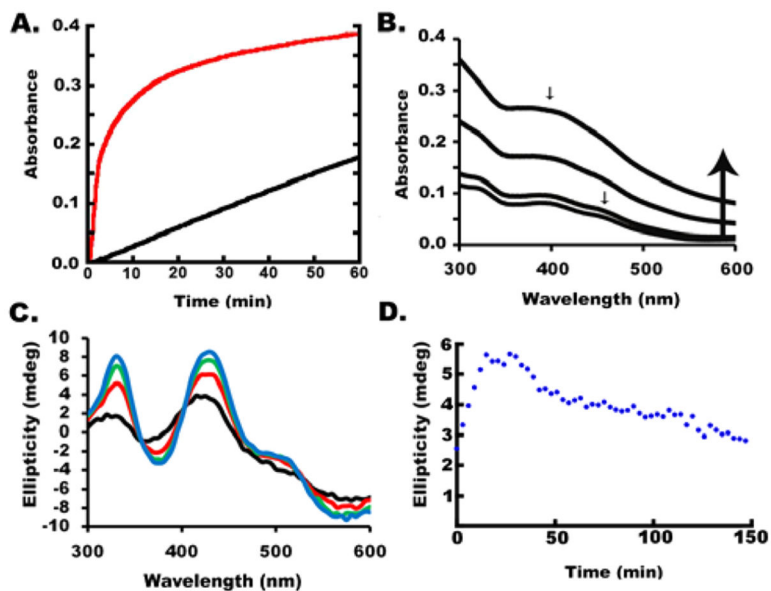 A.
Absorbance
0.4
0.3
0.2
0.1
0.0
0 10 20 30 40 50 60
Time (min)
B.
Absorbance
0.4
0.3
0.2
0.1
0.0
300 400 500 600
Wavelength (nm)
C.
Ellipticity (mdeg)
10
8
6
4
2
0
-2
-4
-6
-8
-10
300 400 500 600
Wavelength (nm)
D.
Ellipticity (mdeg)
6
5
4
3
2
1
0 50 100 150
Time (min)